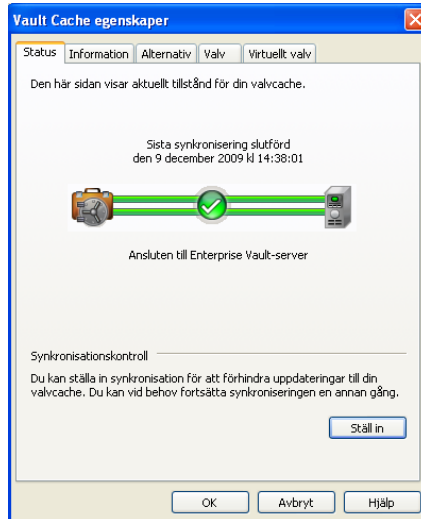 Vault Cache egenskaper
Status Information Alternativ Valv Virtuellt valv
Den här sidan visar aktuellt tillstånd för din valvcache.
Sista synkronisering slutförd
den 9 december 2009 kl 14:38:01
Ansluten till Enterprise Vault-server
Synkronisationskontroll
Du kan ställa in synkronisation för att förhindra uppdateringar till din
valvcache. Du kan vid behov fortsätta synkroniseringen en annan gång.
Ställ in
OK Avbryt Hjälp